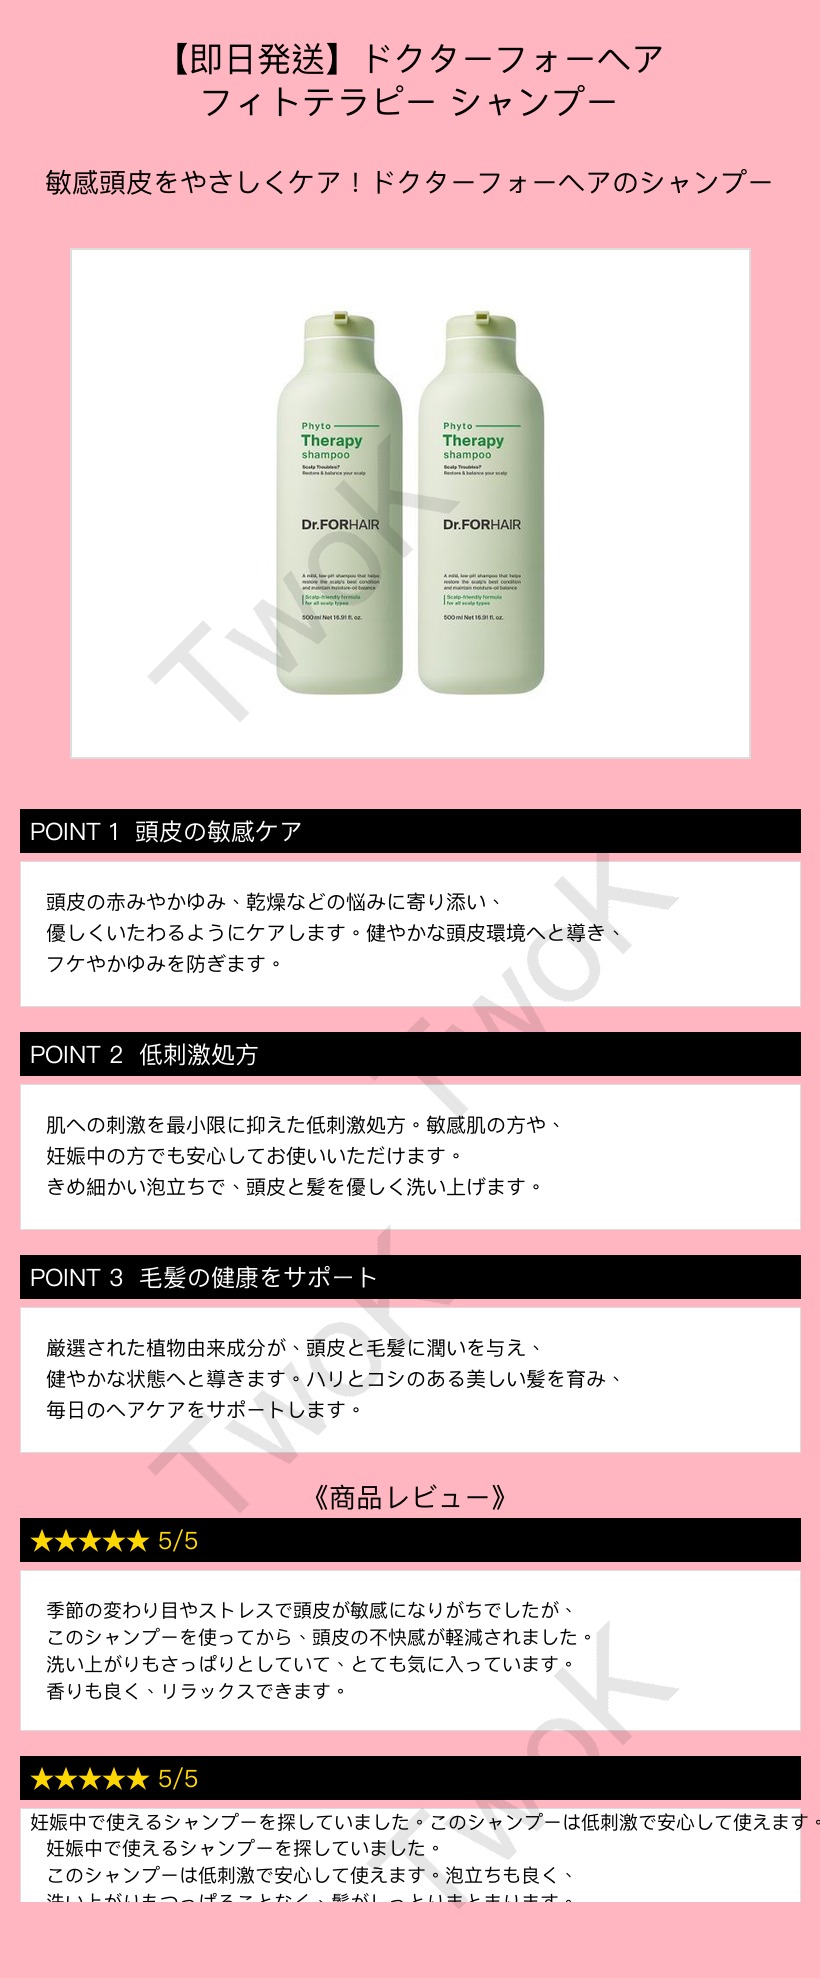 【即日発送】ドクターフォーヘア
フィトテラピー シャンプー
敏感頭皮をやさしくケア！ドクターフォーヘアのシャンプー
Phyto
Therapy
shampoo
Scalp Troubles?
Restore & balance your scalp
Dr.FORHAIR
A mild, low-pH shampoo that helps
restore the scalp's best condition
and maintain moisture-oil balance
Scalp-friendly formula
for all scalp types
500ml Net 16.91 fl. oz.
Phyto
Therapy
shampoo
Scalp Troubles?
Restore & balance your scalp
Dr.FORHAIR
A mild, low-pH shampoo that helps
restore the scalp's best condition
and maintain moisture-oil balance
Scalp-friendly formula
for all scalp types
500ml Net 16.91 fl. oz.
TwoK
POINT 1 頭皮の敏感ケア
頭皮の赤みやかゆみ、乾燥などの悩みに寄り添い、
優しくいたわるようにケアします。健やかな頭皮環境へと導き、
フケやかゆみを防ぎます。
TwoK
POINT 2 低刺激処方
肌への刺激を最小限に抑えた低刺激処方。敏感肌の方や、
妊娠中の方でも安心してお使いいただけます。
きめ細かい泡立ちで、頭皮と髪を優しく洗い上げます。
POINT 3 毛髪の健康をサポート
厳選された植物由来成分が、頭皮と毛髪に潤いを与え、
健やかな状態へと導きます。ハリとコシのある美しい髪を育み、
毎日のヘアケアをサポートします。
TwoK
《商品レビュー》
★★★★★ 5/5
季節の変わり目やストレスで頭皮が敏感になりがちでしたが、
このシャンプーを使ってから、頭皮の不快感が軽減されました。
洗い上がりもさっぱりとしていて、とても気に入っています。
香りも良く、リラックスできます。
TwoK
★★★★★ 5/5
妊娠中で使えるシャンプーを探していました。このシャンプーは低刺激で安心して使えます。
妊娠中で使えるシャンプーを探していました。
このシャンプーは低刺激で安心して使えます。泡立ちも良く、
洗い上がりもつっぱることなく、髪がしっとりまとまります。